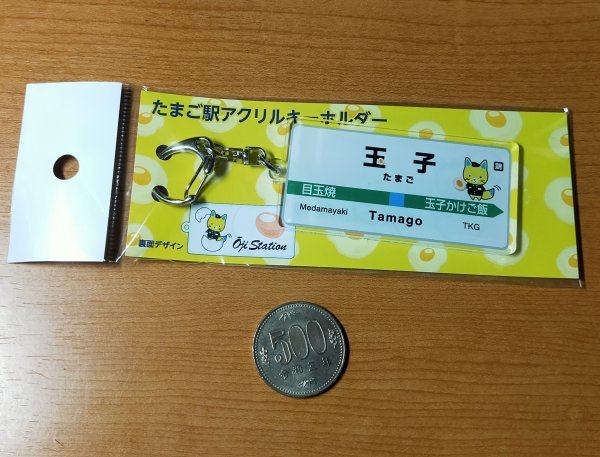 たまご駅アクリルキーホルダー
玉子
たまご
目玉焼
玉子かけご飯
Medamayaki
Tamago
TKG
Ōji Station
裏面デザイン
500